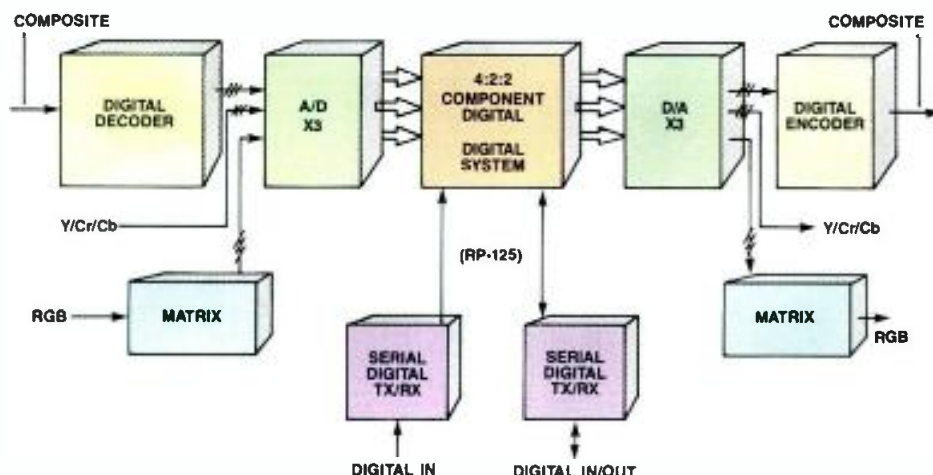 COMPOSITE
COMPOSITE
DIGITAL
DECODER
A/D
X3
4:2:2
COMPONENT
DIGITAL
DIGITAL
SYSTEM
D/A
X3
DIGITAL
ENCODER
Y/Cr/Cb
(RP-125)
Y/Cr/Cb
RGB
MATRIX
SERIAL
DIGITAL
TX/RX
SERIAL
DIGITAL
TX/RX
MATRIX
RGB
DIGITAL IN
DIGITAL IN/OUT